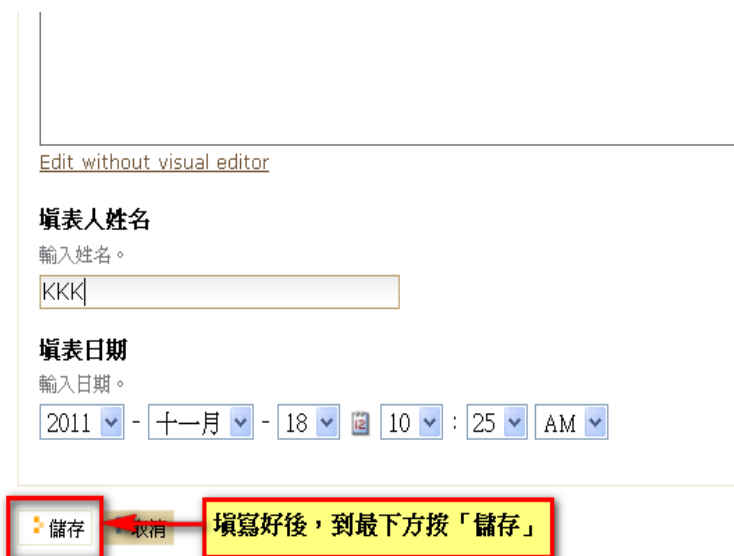 Edit without visual editor
填表人姓名
輸入姓名。
KKK
填表日期
輸入日期。
2011 - 十一月 - 18 12 10 : 25 AM
儲存 取消 填寫好後，到最下方按「儲存」